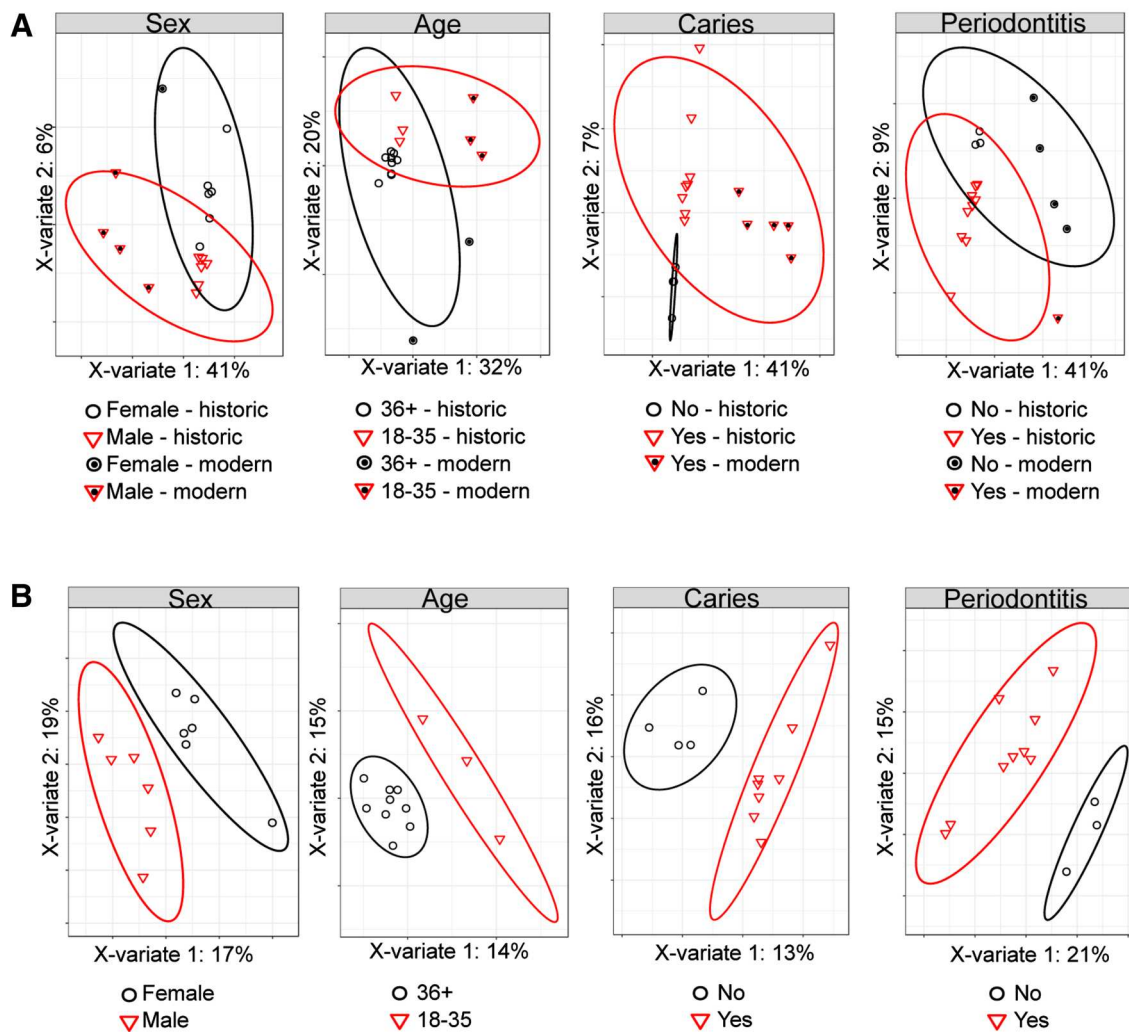 A
Sex
Age
Caries
Periodontitis
X-variate 2: 6%
X-variate 2: 20%
X-variate 2: 7%
X-variate 2: 9%
X-variate 1: 41%
X-variate 1: 32%
X-variate 1: 41%
X-variate 1: 41%
Female - historic
Male - historic
Female - modern
Male - modern
36+ - historic
18-35 - historic
36+ - modern
18-35 - modern
No - historic
Yes - historic
Yes - modern
No - historic
Yes - historic
No - modern
Yes - modern
B
Sex
Age
Caries
Periodontitis
X-variate 2: 19%
X-variate 2: 15%
X-variate 2: 16%
X-variate 2: 15%
X-variate 1: 17%
X-variate 1: 14%
X-variate 1: 13%
X-variate 1: 21%
Female
Male
36+
18-35
No
Yes
No
Yes